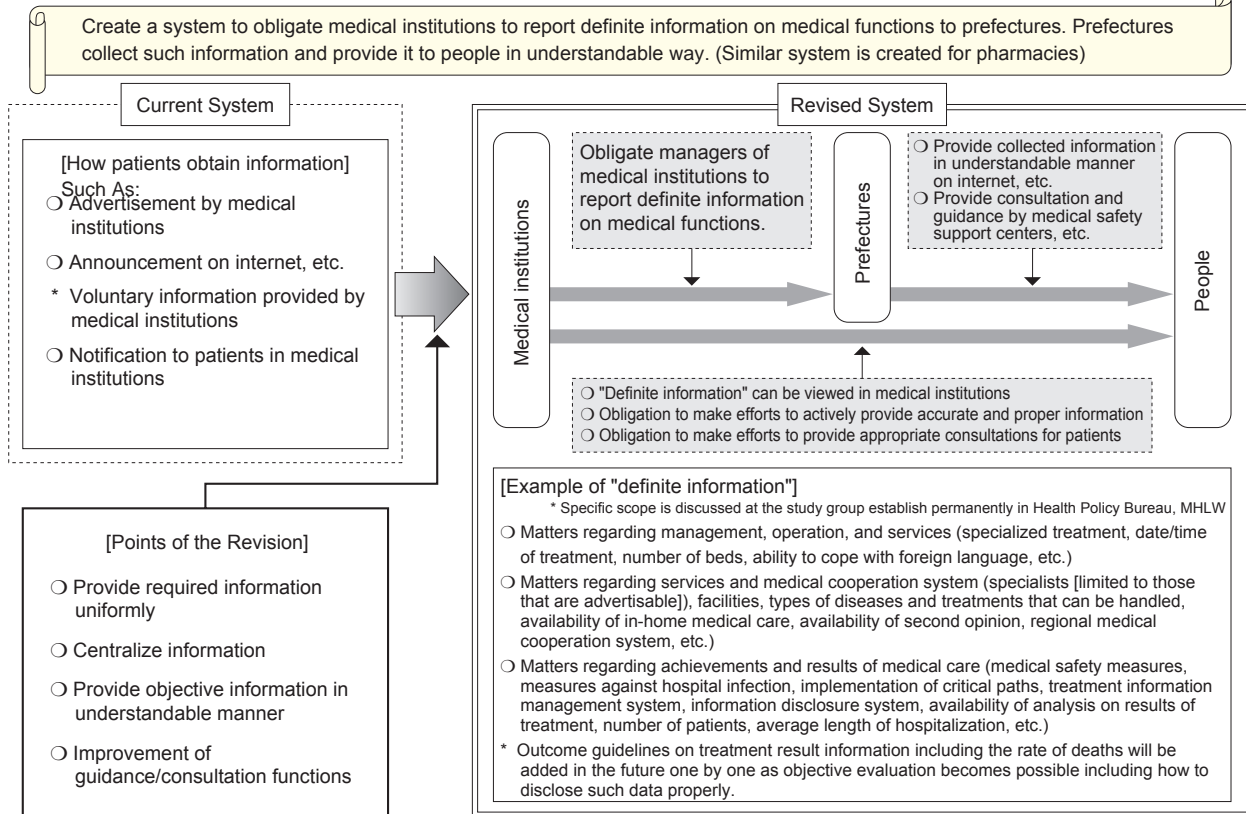 Create a system to obligate medical institutions to report definite information on medical functions to prefectures. Prefectures
collect such information and provide it to people in understandable way. (Similar system is created for pharmacies)
Current System
[How patients obtain information]
Such As:
❍ Advertisement by medical
institutions
❍ Announcement on internet, etc.
* Voluntary information provided by
medical institutions
❍ Notification to patients in medical
institutions
[Points of the Revision]
❍ Provide required information
uniformly
❍ Centralize information
❍ Provide objective information in
understandable manner
❍ Improvement of
guidance/consultation functions
Revised System
Medical institutions
Obligate managers of
medical institutions to
report definite information
on medical functions.
Prefectures
❍ Provide collected information
in understandable manner
on internet, etc.
❍ Provide consultation and
guidance by medical safety
support centers, etc.
People
❍ "Definite information" can be viewed in medical institutions
❍ Obligation to make efforts to actively provide accurate and proper information
❍ Obligation to make efforts to provide appropriate consultations for patients
[Example of "definite information"]
* Specific scope is discussed at the study group establish permanently in Health Policy Bureau, MHLW
❍ Matters regarding management, operation, and services (specialized treatment, date/time
of treatment, number of beds, ability to cope with foreign language, etc.)
❍ Matters regarding services and medical cooperation system (specialists [limited to those
that are advertisable]), facilities, types of diseases and treatments that can be handled,
availability of in-home medical care, availability of second opinion, regional medical
cooperation system, etc.)
❍ Matters regarding achievements and results of medical care (medical safety measures,
measures against hospital infection, implementation of critical paths, treatment information
management system, information disclosure system, availability of analysis on results of
treatment, number of patients, average length of hospitalization, etc.)
* Outcome guidelines on treatment result information including the rate of deaths will be
added in the future one by one as objective evaluation becomes possible including how to
disclose such data properly.